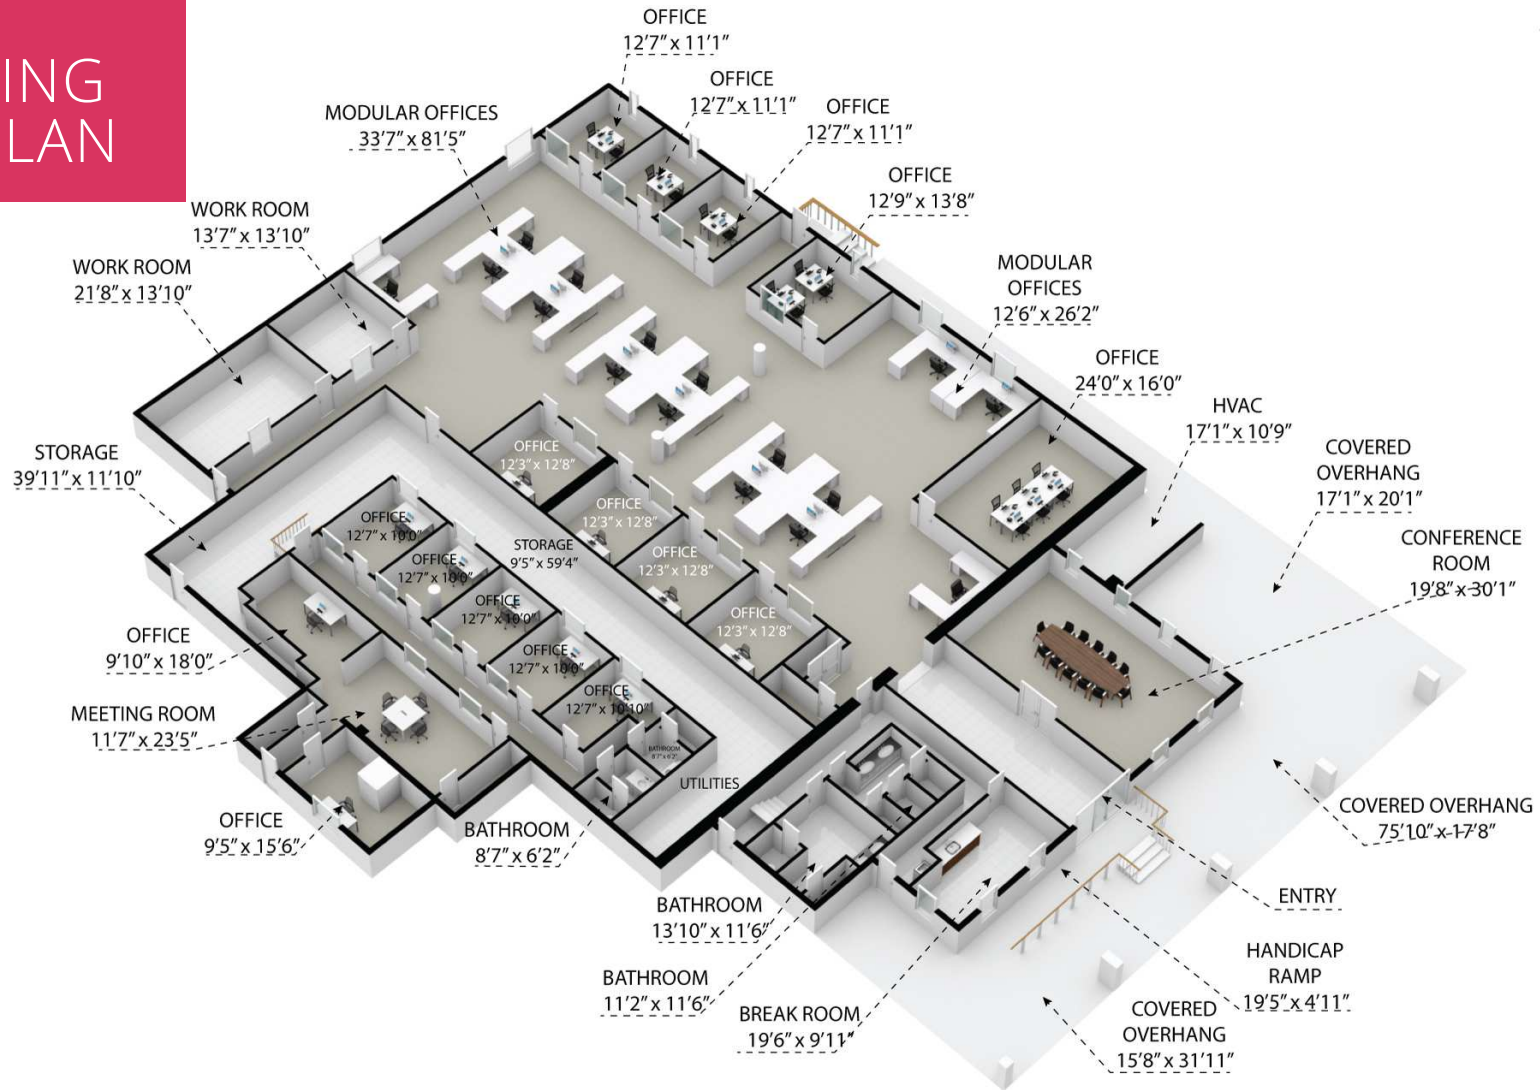 ING
LAN
OFFICE
12'7" x 11'1"
OFFICE
12'7" x 11'1"
OFFICE
12'7" x 11'1"
MODULAR OFFICES
33'7" x 81'5"
OFFICE
12'9" x 13'8"
WORK ROOM
13'7" x 13'10"
WORK ROOM
21'8" x 13'10"
MODULAR
OFFICES
12'6" x 26'2"
OFFICE
24'0" x 16'0"
HVAC
17'1" x 10'9"
COVERED
OVERHANG
17'1" x 20'1"
STORAGE
39'11" x 11'10"
OFFICE
12'3" x 12'8"
OFFICE
12'3" x 12'8"
OFFICE
12'3" x 12'8"
OFFICE
12'3" x 12'8"
CONFERENCE
ROOM
19'8" x 30'1"
OFFICE
12'7" x 10'0"
STORAGE
9'5" x 59'4"
OFFICE
12'7" x 10'0"
OFFICE
12'7" x 10'0"
OFFICE
12'7" x 10'0"
OFFICE
12'7" x 10'10"
OFFICE
9'10" x 18'0"
MEETING ROOM
11'7" x 23'5"
BATHROOM
8'7" x 6'2"
UTILITIES
OFFICE
9'5" x 15'6"
BATHROOM
8'7" x 6'2"
COVERED OVERHANG
75'10" x 17'8"
BATHROOM
13'10" x 11'6"
ENTRY
BATHROOM
11'2" x 11'6"
HANDICAP
RAMP
19'5" x 4'11"
BREAK ROOM
19'6" x 9'11"
COVERED
OVERHANG
15'8" x 31'11"